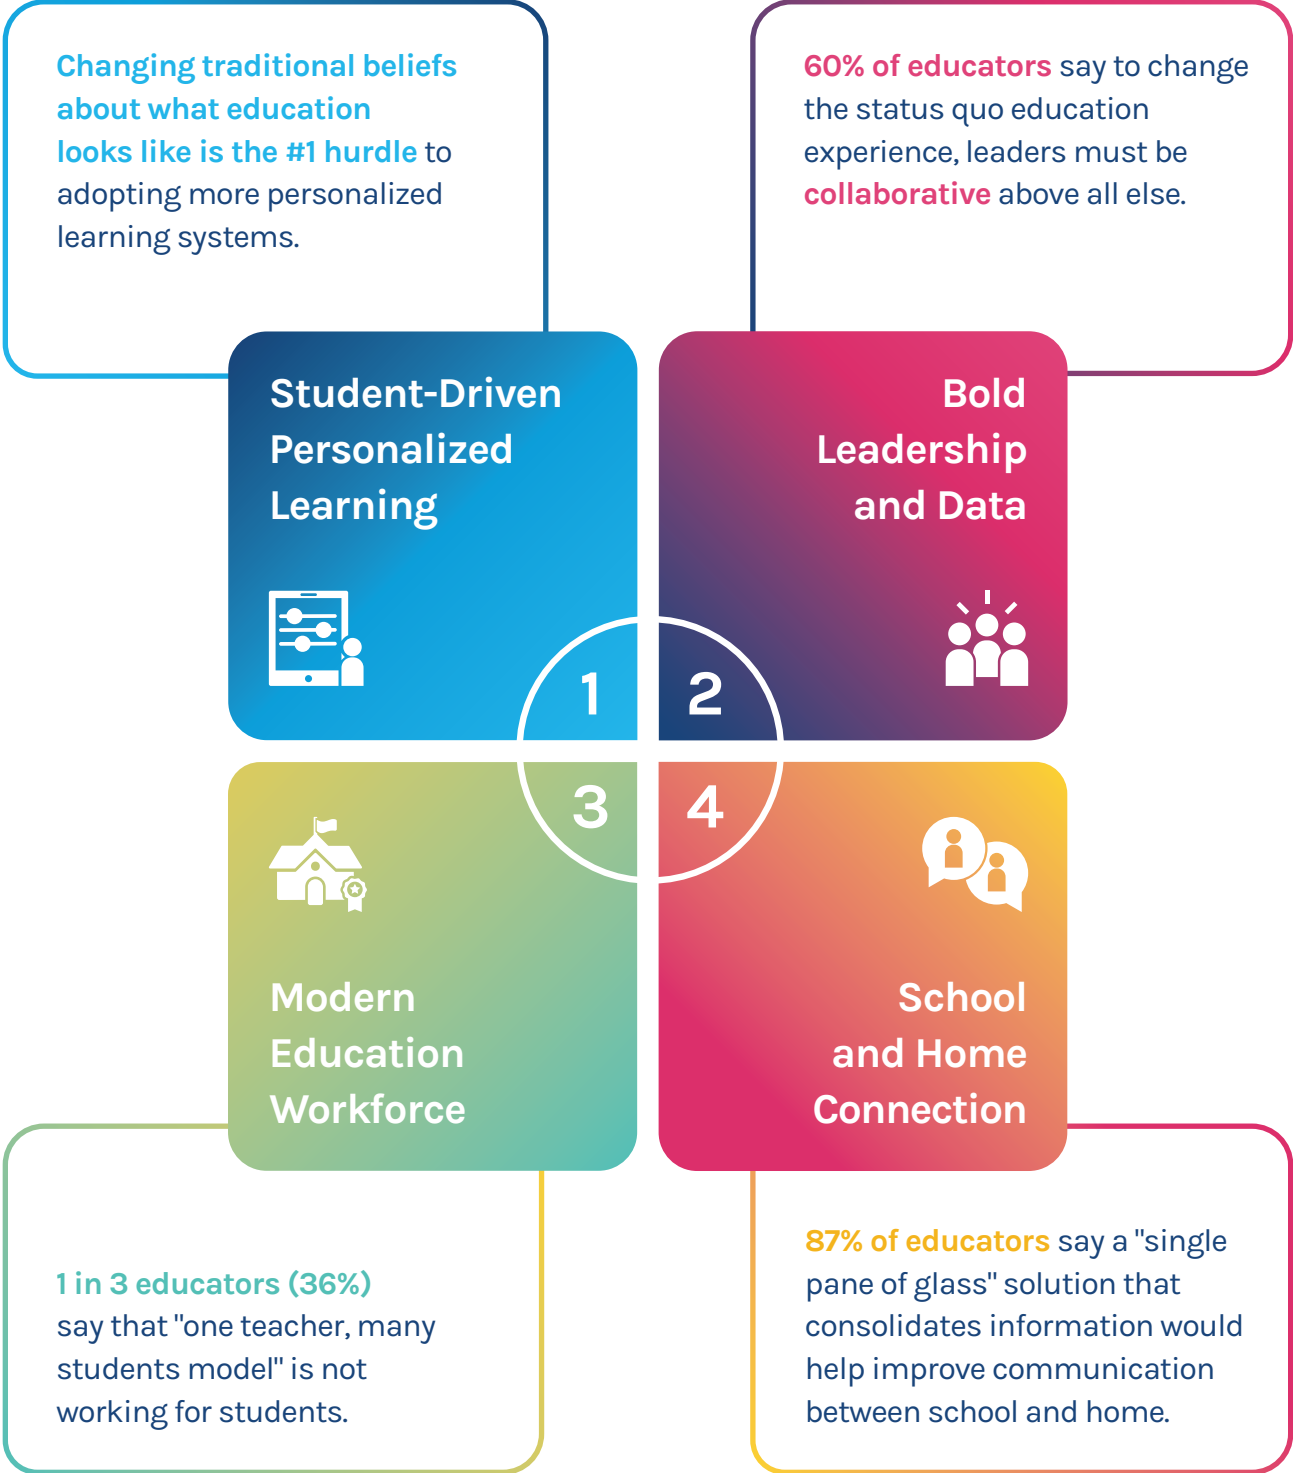 Changing traditional beliefs
about what education
looks like is the #1 hurdle to
adopting more personalized
learning systems.
60% of educators say to change
the status quo education
experience, leaders must be
collaborative above all else.
Student-Driven
Personalized
Learning
1
Bold
Leadership
and Data
2
3
Modern
Education
Workforce
4
School
and Home
Connection
1 in 3 educators (36%)
say that "one teacher, many
students model" is not
working for students.
87% of educators say a "single
pane of glass" solution that
consolidates information would
help improve communication
between school and home.